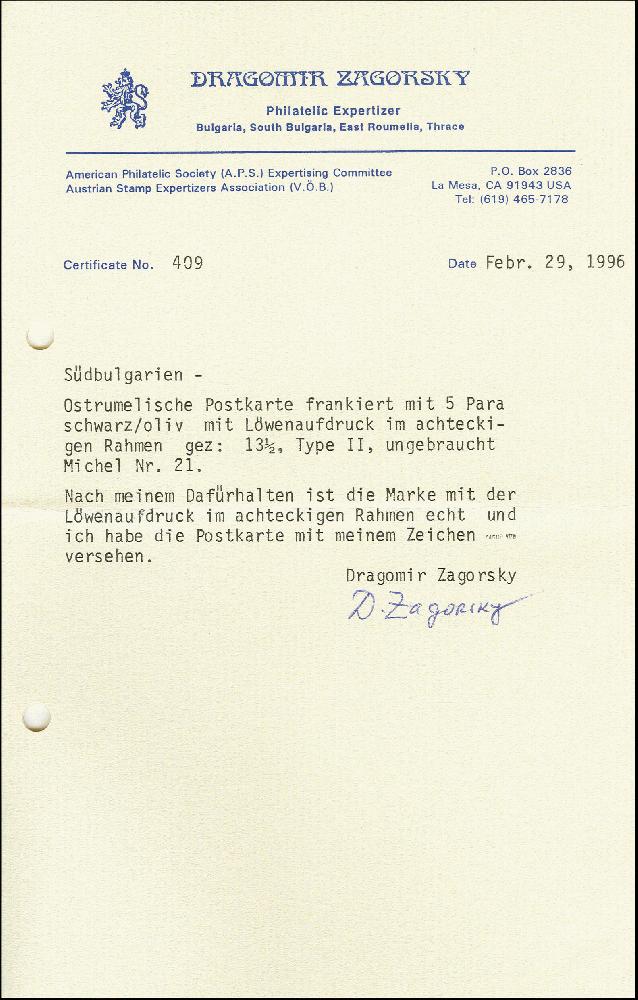 DRAGOMIR ZAGORSKY
Philatelic Expertizer
Bulgaria, South Bulgaria, East Roumelia, Thrace
American Philatelic Society (A.P.S.) Expertising Committee
Austrian Stamp Expertizers Association (V.Ö.B.)
P.O. Box 2836
La Mesa, CA 91943 USA
Tel: (619) 465-7178
Certificate No. 409
Date Febr. 29, 1996
Südbulgarien -
Ostrumelische Postkarte frankiert mit 5 Para
schwarz/oliv mit Löwenaufdruck im achtecki-
gen Rahmen gez: 13½, Type II, ungebraucht
Michel Nr. 21.
Nach meinem Dafürhalten ist die Marke mit der
Löwenaufdruck im achteckigen Rahmen echt und
ich habe die Postkarte mit meinem Zeichen
versehen.
Dragomir Zagorsky
D. Zagorsky